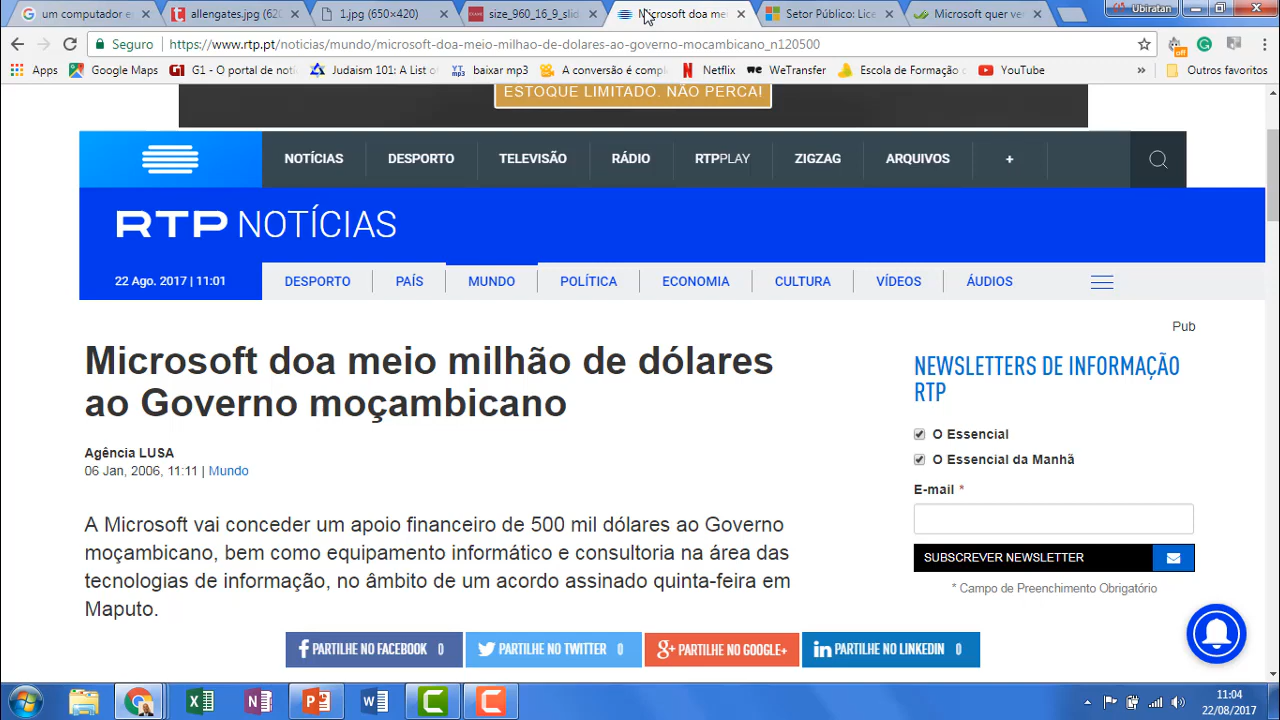 um computador e
allengates.jpg (620
1.jpg (650×420)
size_960_16_9_slid
Microsoft doa me
Setor Público: Lice
Microsoft quer ve
Ubiratan
Seguro
https://www.rtp.pt/noticias/mundo/microsoft-doa-meio-milhao-de-dolares-ao-governo-mocambicano_n120500
off
Apps
Google Maps
G1 - O portal de notí
Judaism 101: A List o
baixar mp3
A conversão é compl
Netflix
WeTransfer
Escola de Formação
YouTube
»
Outros favoritos
ESTOQUE LIMITADO. NÃO PERCA!
NOTÍCIAS
DESPORTO
TELEVISÃO
RÁDIO
RTPPLAY
ZIGZAG
ARQUIVOS
+
RTP NOTÍCIAS
22 Ago. 2017 | 11:01
DESPORTO
PAÍS
MUNDO
POLÍTICA
ECONOMIA
CULTURA
VÍDEOS
ÁUDIOS
Microsoft doa meio milhão de dólares
ao Governo moçambicano
Agência LUSA
06 Jan, 2006, 11:11 | Mundo
A Microsoft vai conceder um apoio financeiro de 500 mil dólares ao Governo
moçambicano, bem como equipamento informático e consultoria na área das
tecnologias de informação, no âmbito de um acordo assinado quinta-feira em
Maputo.
Pub
NEWSLETTERS DE INFORMAÇÃO
RTP
O Essencial
O Essencial da Manhã
E-mail *
SUBSCREVER NEWSLETTER
* Campo de Preenchimento Obrigatório
PARTILHE NO FACEBOOK 0
PARTILHE NO TWITTER 0
PARTILHE NO GOOGLE+
PARTILHE NO LINKEDIN 0
11:04
22/08/2017